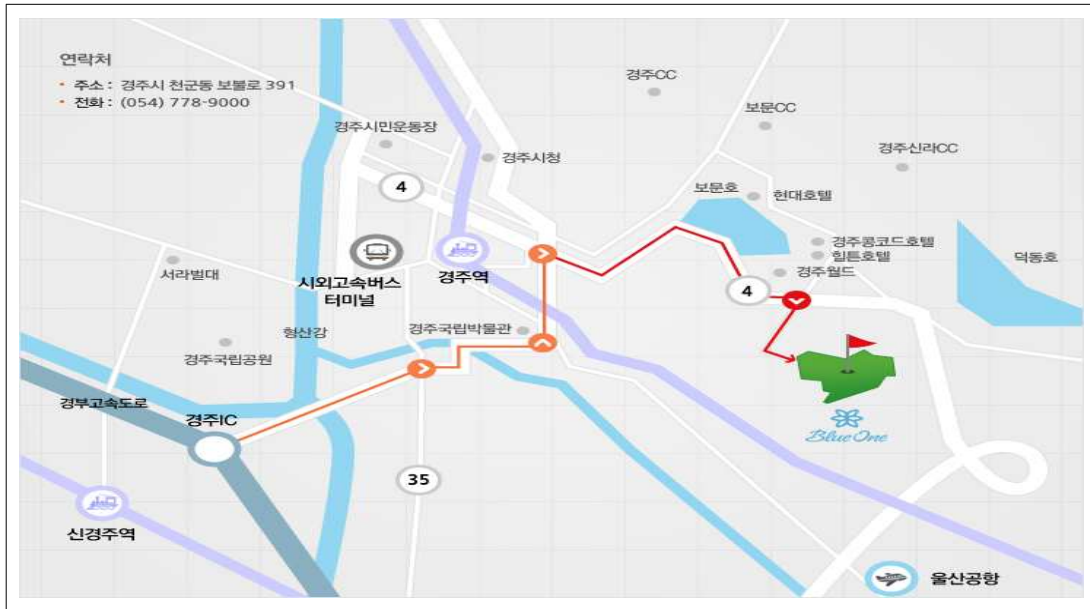 연락처
• 주소 : 경주시 천군동 보불로 391
• 전화 : (054) 778-9000
경주CC
보문CC
경주시민운동장
경주시청
경주신라CC
4
보문호
현대호텔
경주콩코드호텔
힐튼호텔
경주월드
덕동호
서라벌대
시외고속버스
터미널
경주역
4
형산강
경주국립박물관
경주국립공원
경부고속도로
경주IC
Blue One
35
신경주역
울산공항